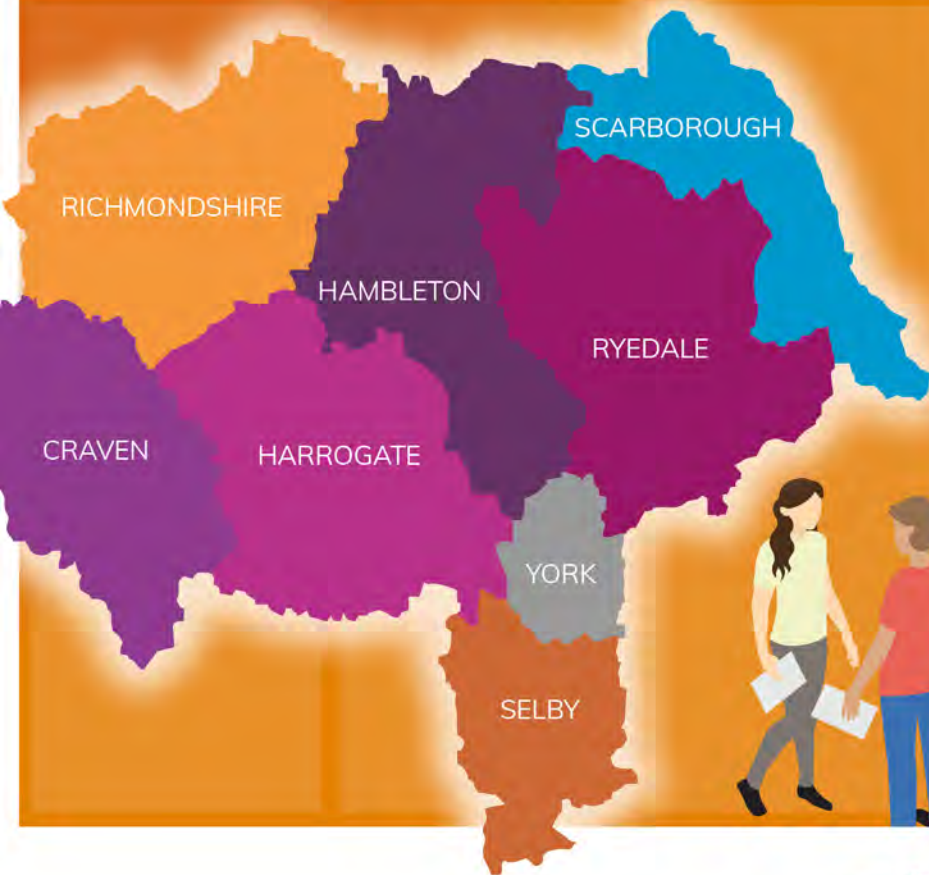 SCARBOROUGH
RICHMONDSHIRE
HAMBLETON
RYEDALE
CRAVEN
HARROGATE
YORK
SELBY